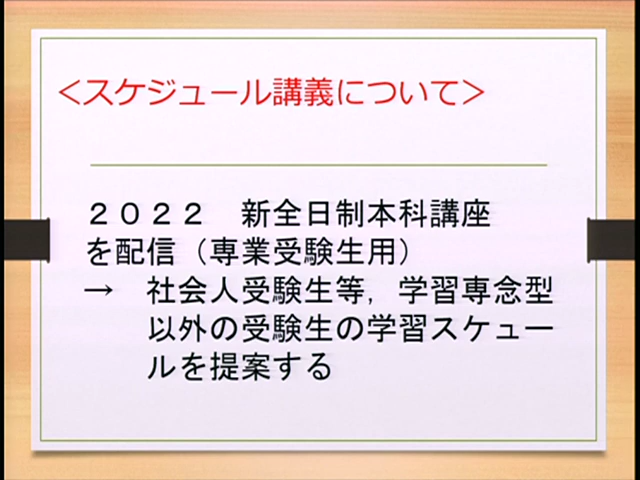 ＜スケジュール講義について＞
２０２２　新全日制本科講座
を配信（専業受験生用）
→　社会人受験生等，学習専念型
以外の受験生の学習スケュー
ルを提案する